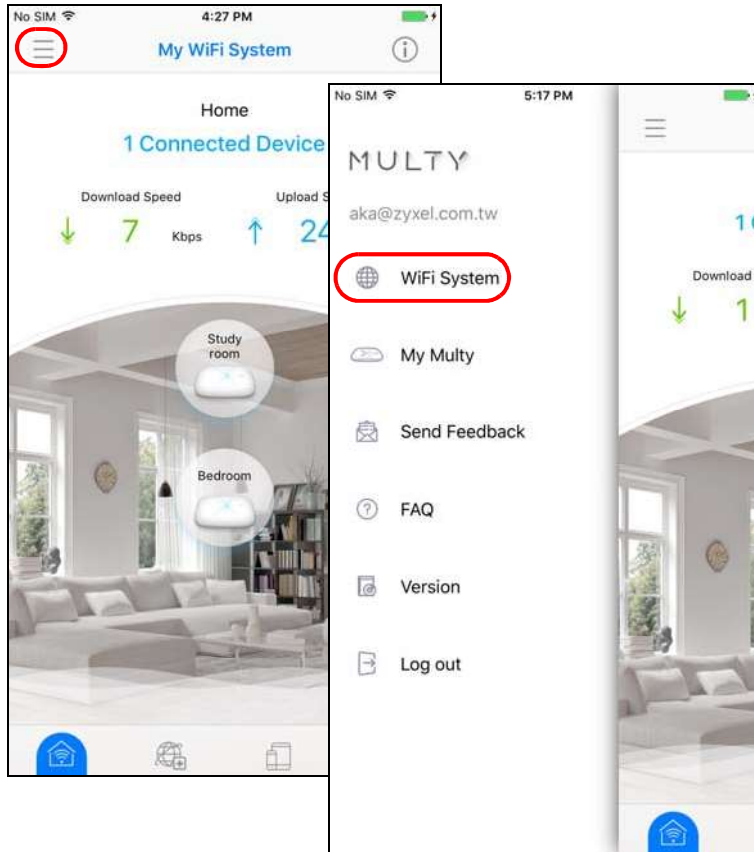 No SIM 4:27 PM
My WiFi System
Home
1 Connected Device
Download Speed Upload S
7 Kbps 24
Study
room
Bedroom
No SIM 5:17 PM
MULTY
aka@zyxel.com.tw
WiFi System
My Multy
Send Feedback
FAQ
Version
Log out
1
Download
1